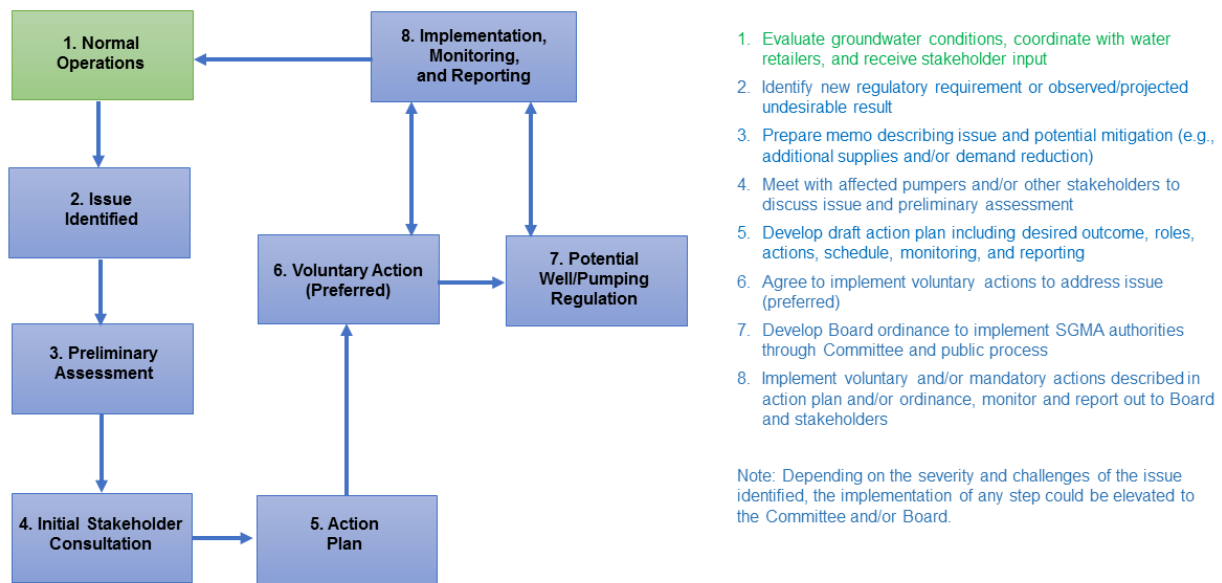 1. Normal
Operations
8. Implementation,
Monitoring,
and Reporting
2. Issue
Identified
6. Voluntary Action
(Preferred)
7. Potential
Well/Pumping
Regulation
3. Preliminary
Assessment
4. Initial Stakeholder
Consultation
5. Action
Plan
1. Evaluate groundwater conditions, coordinate with water
retailers, and receive stakeholder input
2. Identify new regulatory requirement or observed/projected
undesirable result
3. Prepare memo describing issue and potential mitigation (e.g.,
additional supplies and/or demand reduction)
4. Meet with affected pumpers and/or other stakeholders to
discuss issue and preliminary assessment
5. Develop draft action plan including desired outcome, roles,
actions, schedule, monitoring, and reporting
6. Agree to implement voluntary actions to address issue
(preferred)
7. Develop Board ordinance to implement SGMA authorities
through Committee and public process
8. Implement voluntary and/or mandatory actions described in
action plan and/or ordinance, monitor and report out to Board
and stakeholders
Note: Depending on the severity and challenges of the issue
identified, the implementation of any step could be elevated to
the Committee and/or Board.